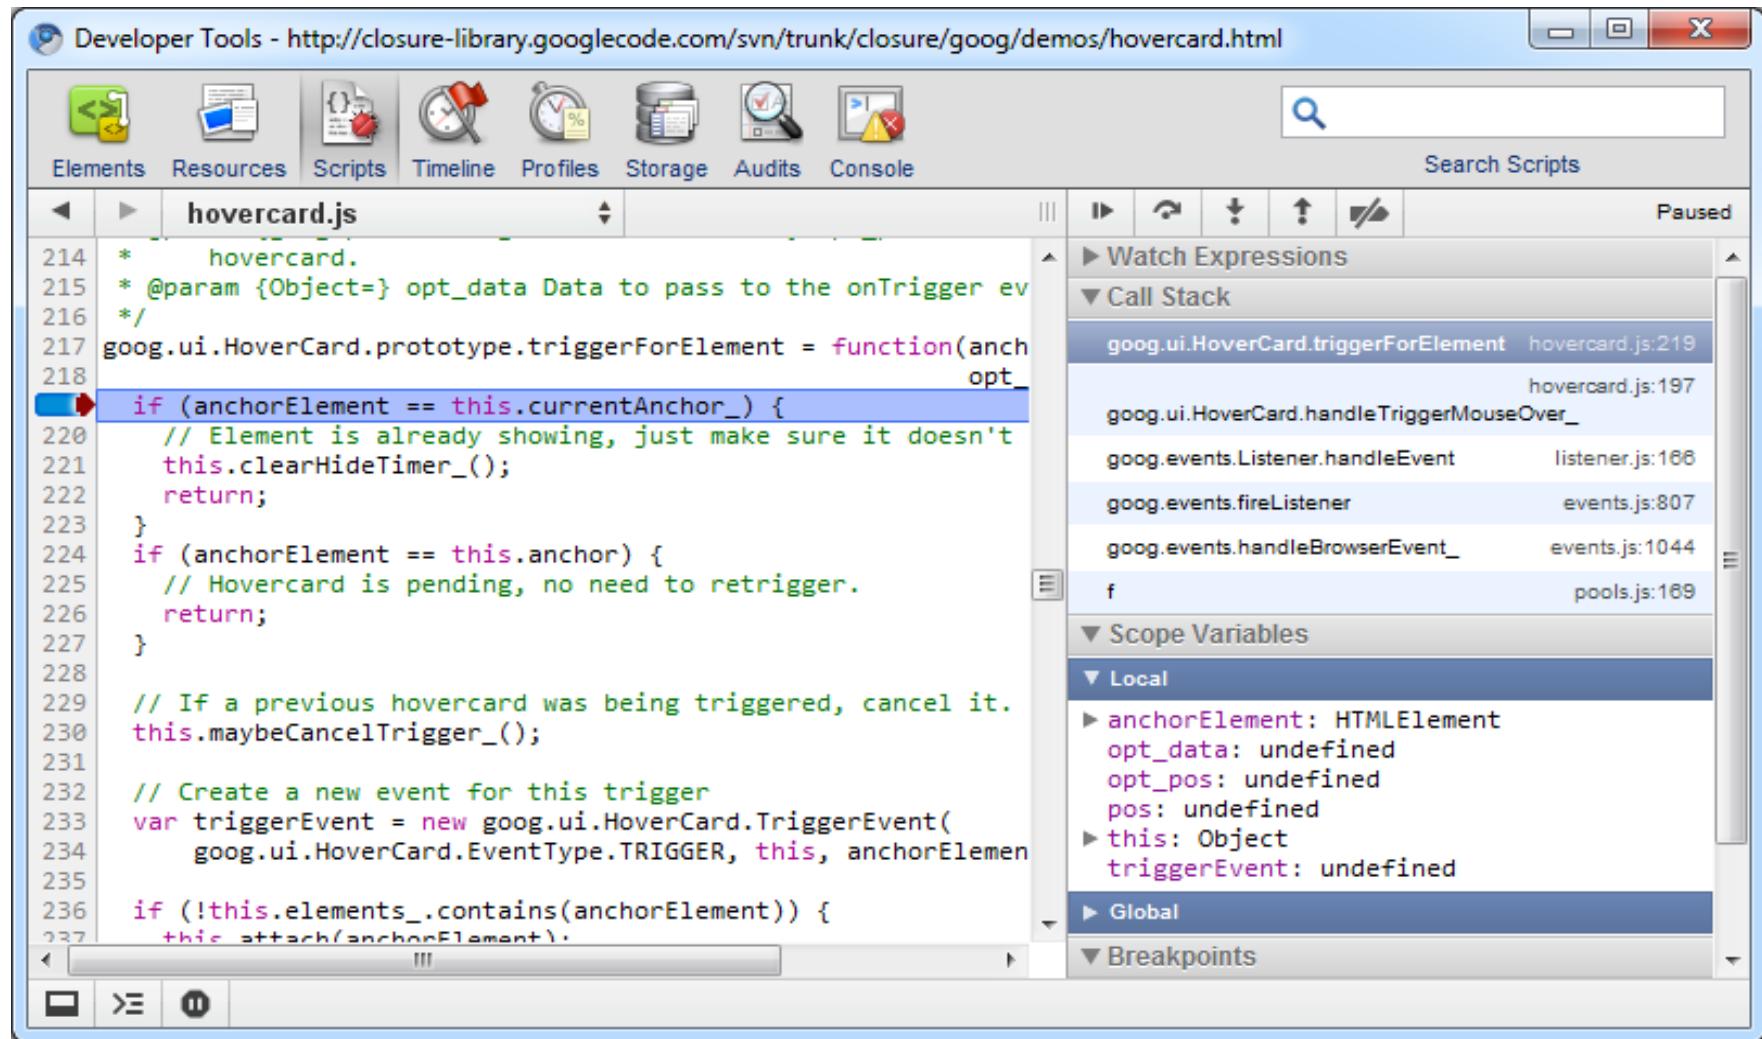 Developer Tools - http://closure-library.googlecode.com/svn/trunk/closure/goog/demos/hovercard.html
Elements Resources Scripts Timeline Profiles Storage Audits Console Search Scripts
hovercard.js
214 * hovercard.
215 * @param {Object=} opt_data Data to pass to the onTrigger ev
216 */
217 goog.ui.HoverCard.prototype.triggerForElement = function(anch
218 opt_
if (anchorElement == this.currentAnchor_) {
220 // Element is already showing, just make sure it doesn't
221 this.clearHideTimer_();
222 return;
223 }
224 if (anchorElement == this.anchor) {
225 // Hovercard is pending, no need to retrigger.
226 return;
227 }
228
229 // If a previous hovercard was being triggered, cancel it.
230 this.maybeCancelTrigger_();
231
232 // Create a new event for this trigger
233 var triggerEvent = new goog.ui.HoverCard.TriggerEvent(
234 goog.ui.HoverCard.EventType.TRIGGER, this, anchorElemen
235
236 if (!this.elements_.contains(anchorElement)) {
237 this.attach(anchorElement);
Paused
Watch Expressions
Call Stack
goog.ui.HoverCard.triggerForElement hovercard.js:219
hovercard.js:197
goog.ui.HoverCard.handleTriggerMouseOver_
goog.events.Listener.handleEvent listener.js:166
goog.events.fireListener events.js:807
goog.events.handleBrowserEvent_ events.js:1044
f pools.js:169
Scope Variables
Local
anchorElement: HTMLElement
opt_data: undefined
opt_pos: undefined
pos: undefined
this: Object
triggerEvent: undefined
Global
Breakpoints